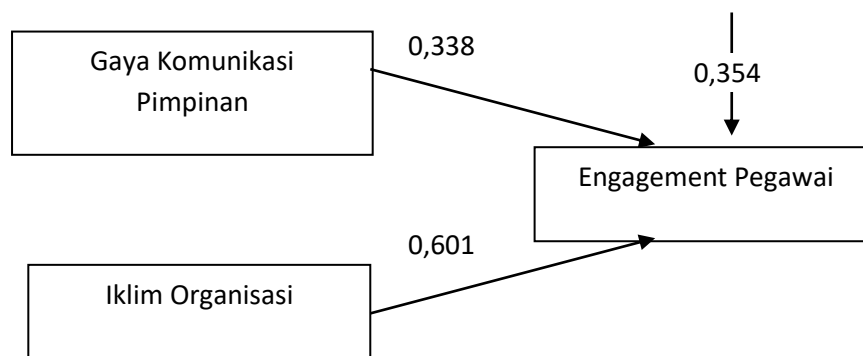 0,338
0,354
Gaya Komunikasi
Pimpinan
Engagement Pegawai
0,601
Iklim Organisasi